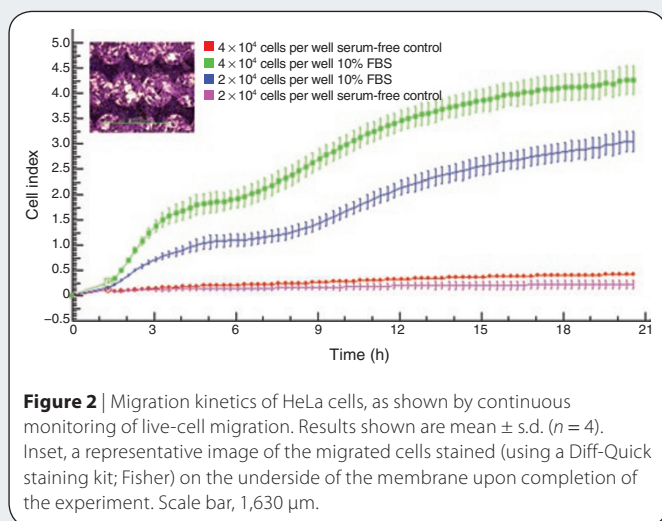 5.0
4.5
4.0
3.5
3.0
2.5
2.0
1.5
1.0
0.5
0
−0.5
Cell index
4 × 10⁴ cells per well serum-free control
4 × 10⁴ cells per well 10% FBS
2 × 10⁴ cells per well 10% FBS
2 × 10⁴ cells per well serum-free control
0 3 6 9 12 15 18 21
Time (h)
Figure 2 | Migration kinetics of HeLa cells, as shown by continuous
monitoring of live-cell migration. Results shown are mean ± s.d. (n = 4).
Inset, a representative image of the migrated cells stained (using a Diff-Quick
staining kit; Fisher) on the underside of the membrane upon completion of
the experiment. Scale bar, 1,630 μm.